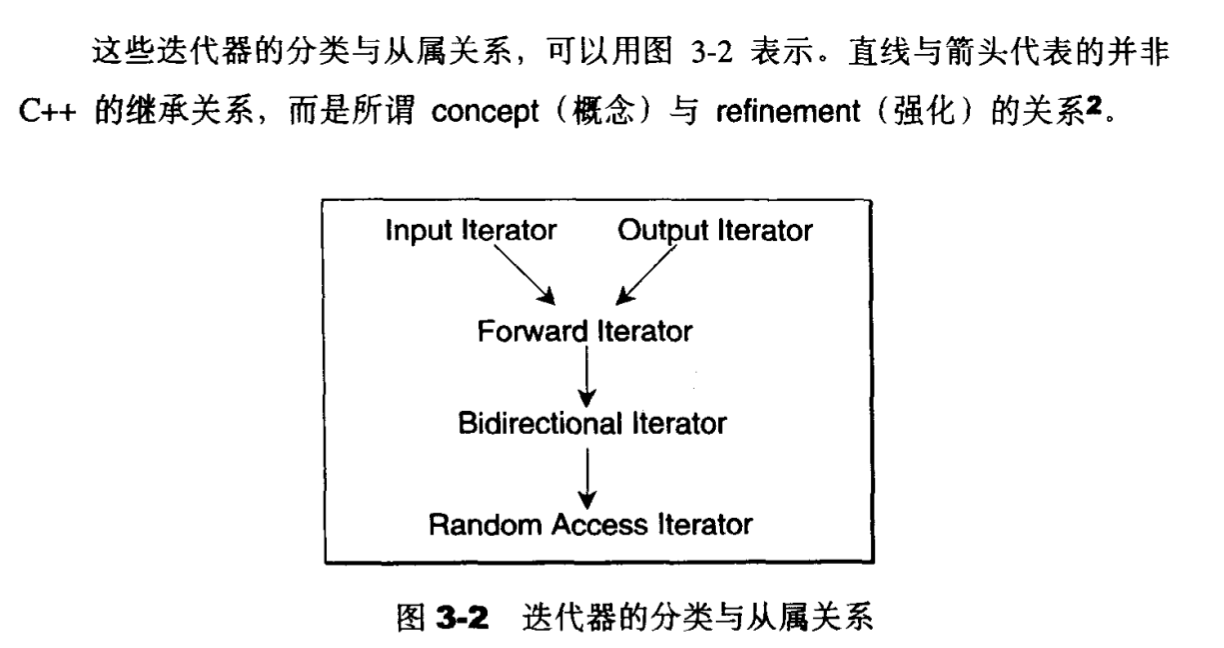 这些迭代器的分类与从属关系，可以用图 3-2 表示。直线与箭头代表的并非
C++ 的继承关系，而是所谓 concept（概念）与 refinement（强化）的关系2。
Input Iterator Output Iterator
Forward Iterator
Bidirectional Iterator
Random Access Iterator
图 3-2 迭代器的分类与从属关系